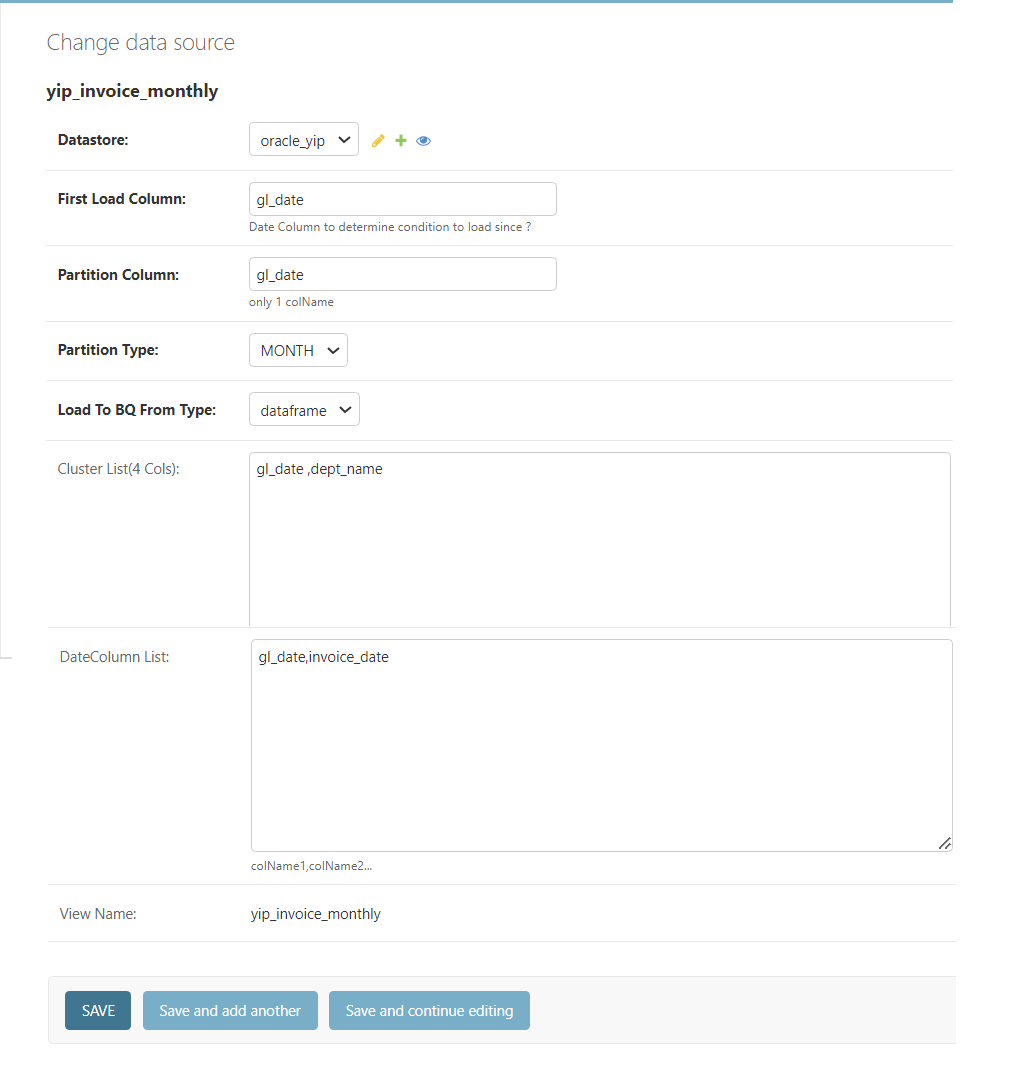 Change data source
yip_invoice_monthly
Datastore:
oracle_yip
First Load Column:
gl_date
Date Column to determine condition to load since ?
Partition Column:
gl_date
only 1 colName
Partition Type:
MONTH
Load To BQ From Type:
dataframe
Cluster List(4 Cols):
gl_date ,dept_name
DateColumn List:
gl_date,invoice_date
colName1,colName2...
View Name:
yip_invoice_monthly
SAVE
Save and add another
Save and continue editing